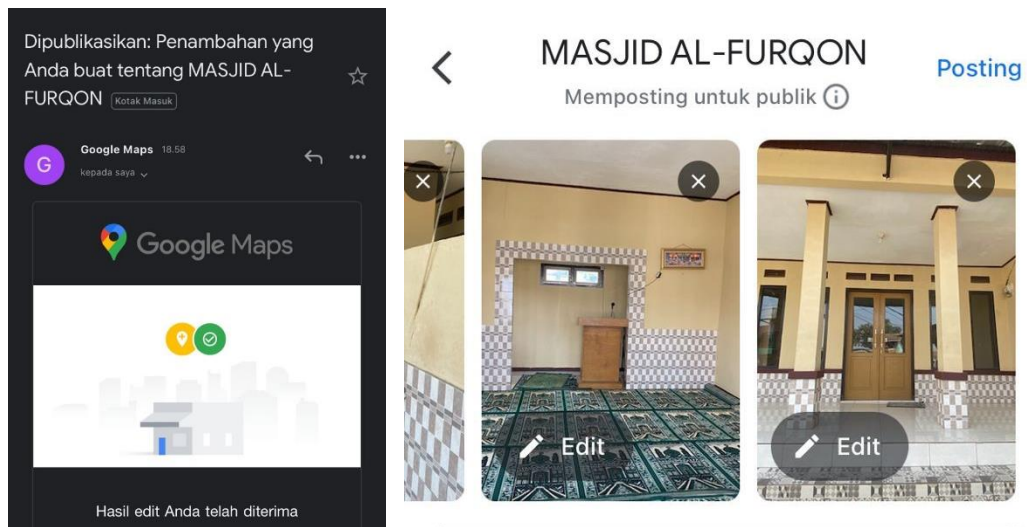 Dipublikasikan: Penambahan yang
Anda buat tentang MASJID AL-
FURQON Kotak Masuk
G
Google Maps 18.58
kepada saya
Google Maps
Hasil edit Anda telah diterima
MASJID AL-FURQON
Posting
Memposting untuk publik
Edit
Edit